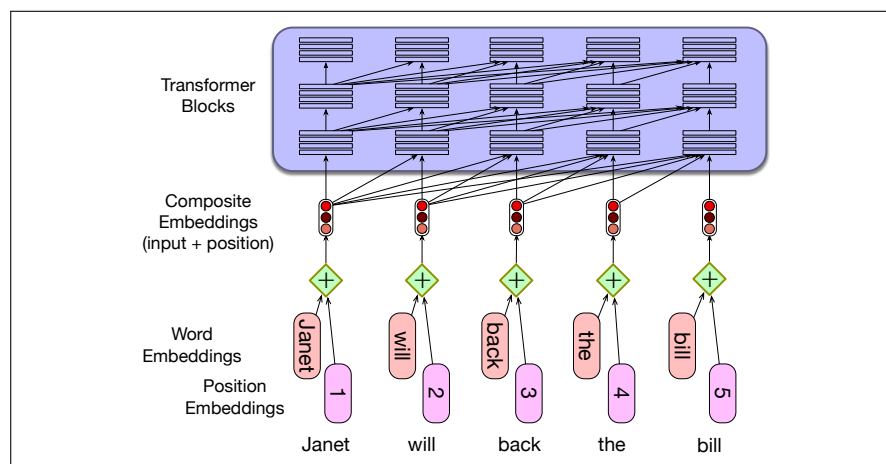 Transformer
Blocks
Composite
Embeddings
(input + position)
+ + + + +
Word
Embeddings
Janet will back the bill
Position
Embeddings
1 2 3 4 5
Janet will back the bill